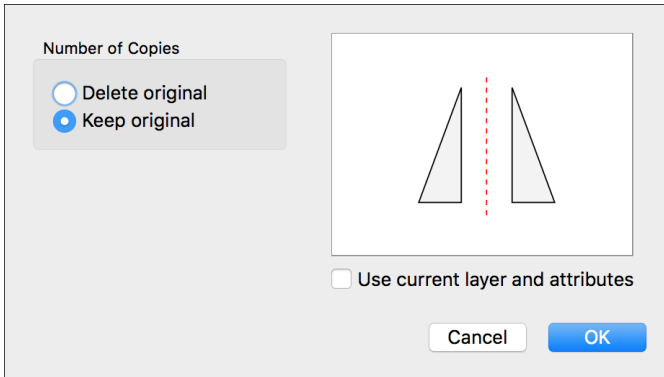 Number of Copies
Delete original
Keep original
Use current layer and attributes
Cancel
OK